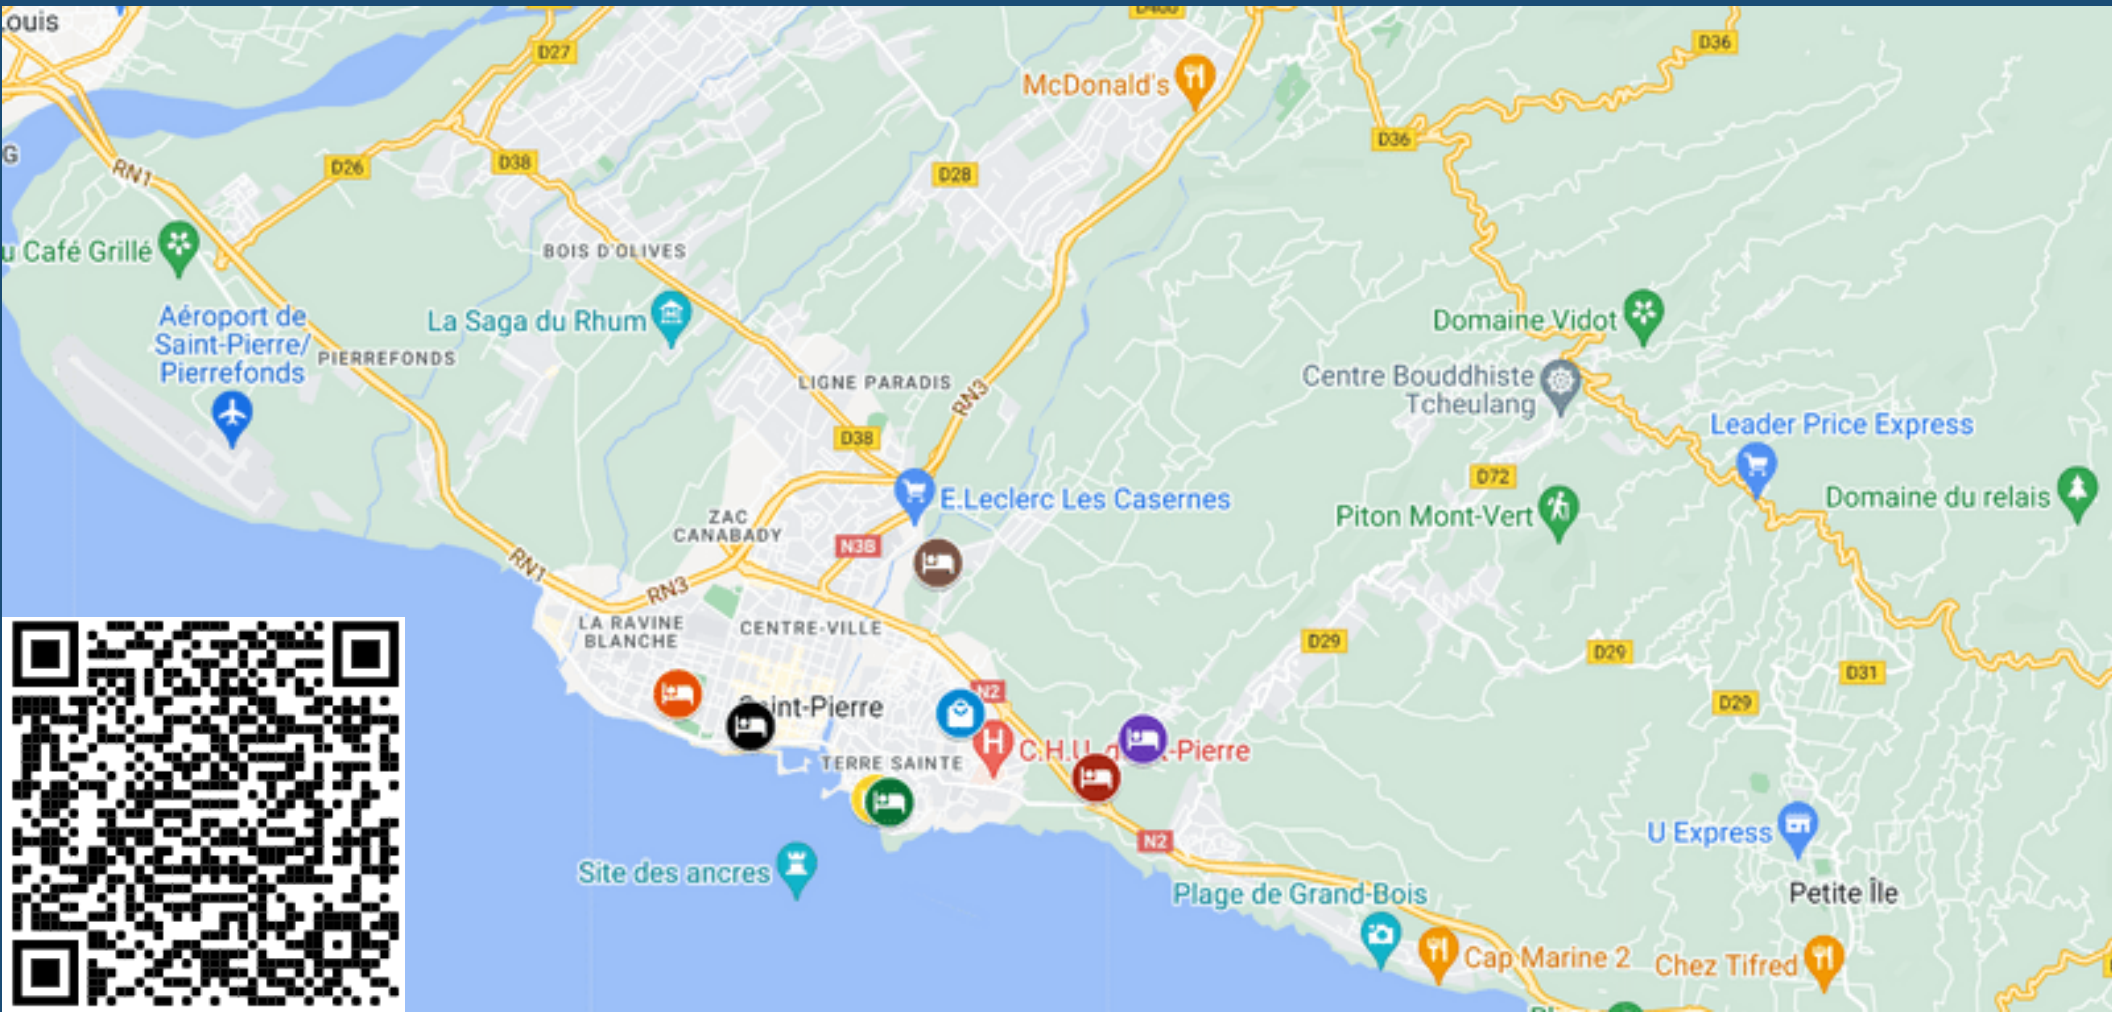 D400
D27
D36
McDonald's
D36
G
RN1
D26
D38
D28
u Café Grillé
BOIS D'OLIVES
Aéroport de
Saint-Pierre/
Pierrefonds
La Saga du Rhum
Domaine Vidot
PIERREFONDS
LIGNE PARADIS
RN3
Centre Bouddhiste
Tcheulang
D38
Leader Price Express
D72
E.Leclerc Les Casernes
Piton Mont-Vert
Domaine du relais
ZAC
CANABADY
N3B
RN1
RN3
LA RAVINE
BLANCHE
CENTRE-VILLE
D29
D29
D31
N2
D29
int-Pierre
H
C.H.U
-Pierre
TERRE SAINTE
N2
U Express
Site des ancres
Plage de Grand-Bois
Petite Île
Cap Marine 2
Chez Tifred